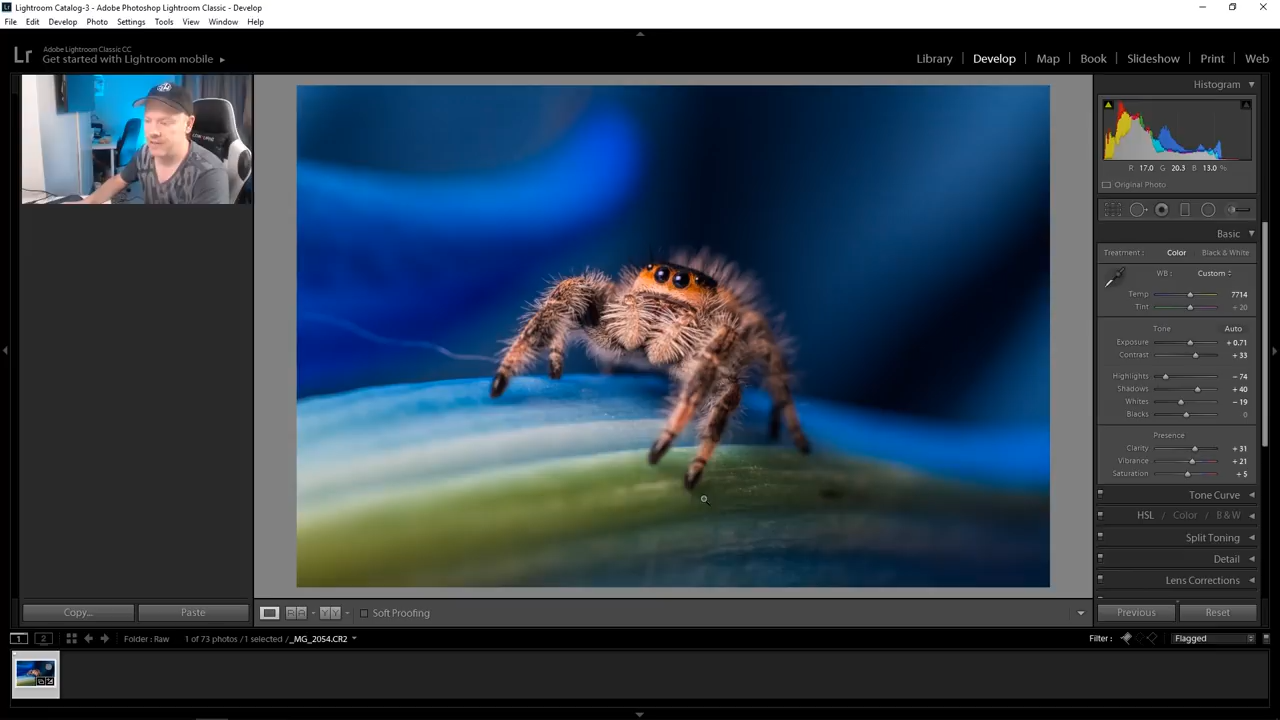 Lightroom Catalog-3 - Adobe Photoshop Lightroom Classic - Develop
File Edit Develop Photo Settings Tools View Window Help
Lr
Adobe Lightroom Classic CC
Get started with Lightroom mobile
Library | Develop | Map | Book | Slideshow | Print | Web
Histogram
R 17.0 G 20.3 B 13.0 %
Original Photo
Basic
Treatment: Color Black & White
WB: Custom
Temp 7714
Tint + 20
Tone Auto
Exposure + 0.71
Contrast + 33
Highlights − 74
Shadows + 40
Whites − 19
Blacks 0
Presence
Clarity + 31
Vibrance + 21
Saturation + 5
Tone Curve
HSL / Color / B & W
Split Toning
Detail
Lens Corrections
Copy... Paste
Soft Proofing
Previous Reset
1 2 Folder : Raw 1 of 73 photos /1 selected /_MG_2054.CR2 Filter : Flagged